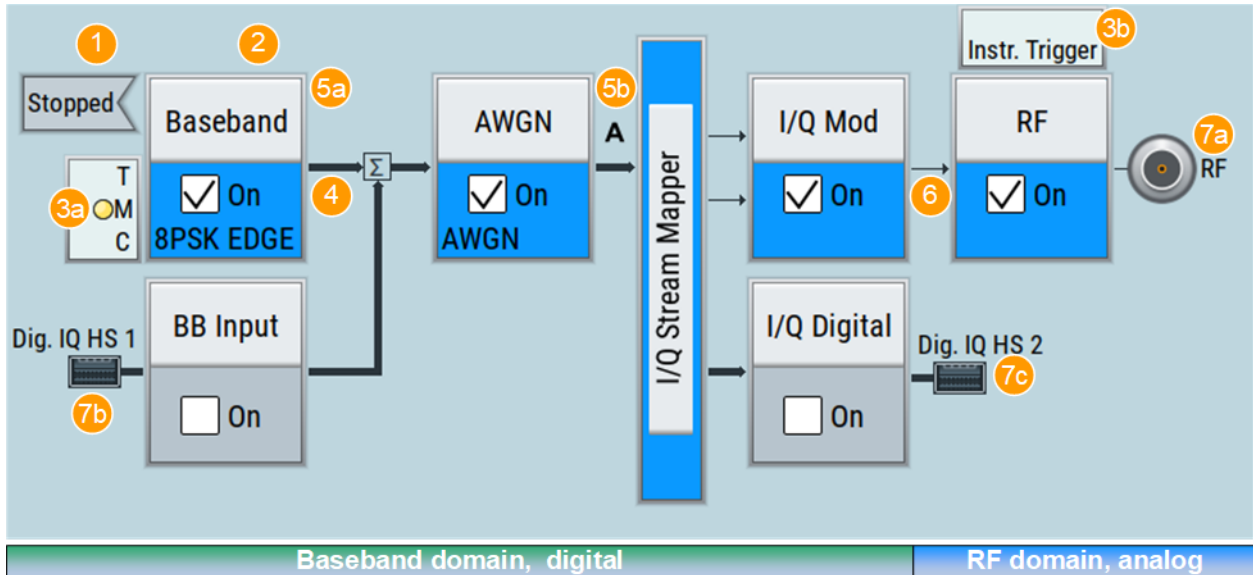 1
2
3b
Instr. Trigger
Stopped
5a
5b
Baseband
AWGN
A
I/Q Mod
RF
7a
RF
T
3a
M
C
On
4
Σ
On
On
6
On
8PSK EDGE
AWGN
I/Q Stream Mapper
BB Input
I/Q Digital
Dig. IQ HS 1
Dig. IQ HS 2
7b
7c
On
On
Baseband domain, digital
RF domain, analog